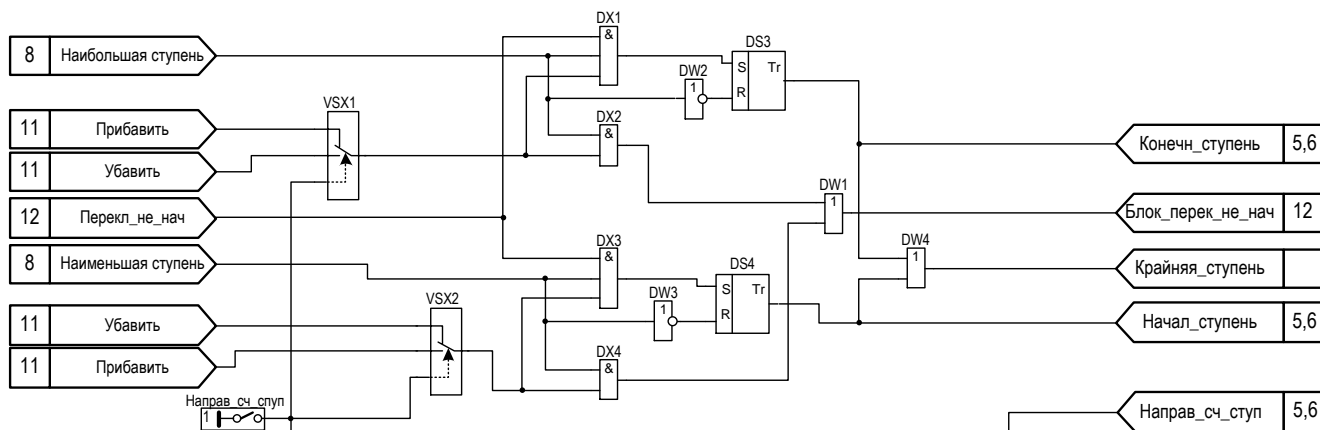 DX1
DS3
8 Наибольшая ступень
&
S Tr
DW2
R
1
VSX1
DX2
11 Прибавить
&
Конечн_ступень 5,6
11 Убавить
DW1
12 Перекл_не_нач
1
Блок_перек_не_нач 12
DX3
DW4
8 Наименьшая ступень
&
DS4
1
Крайняя_ступень
VSX2
DW3
S Tr
11 Убавить
1
R
Начал_ступень 5,6
DX4
11 Прибавить
&
Направ_сч_спуп
1
Направ_сч_ступ 5,6